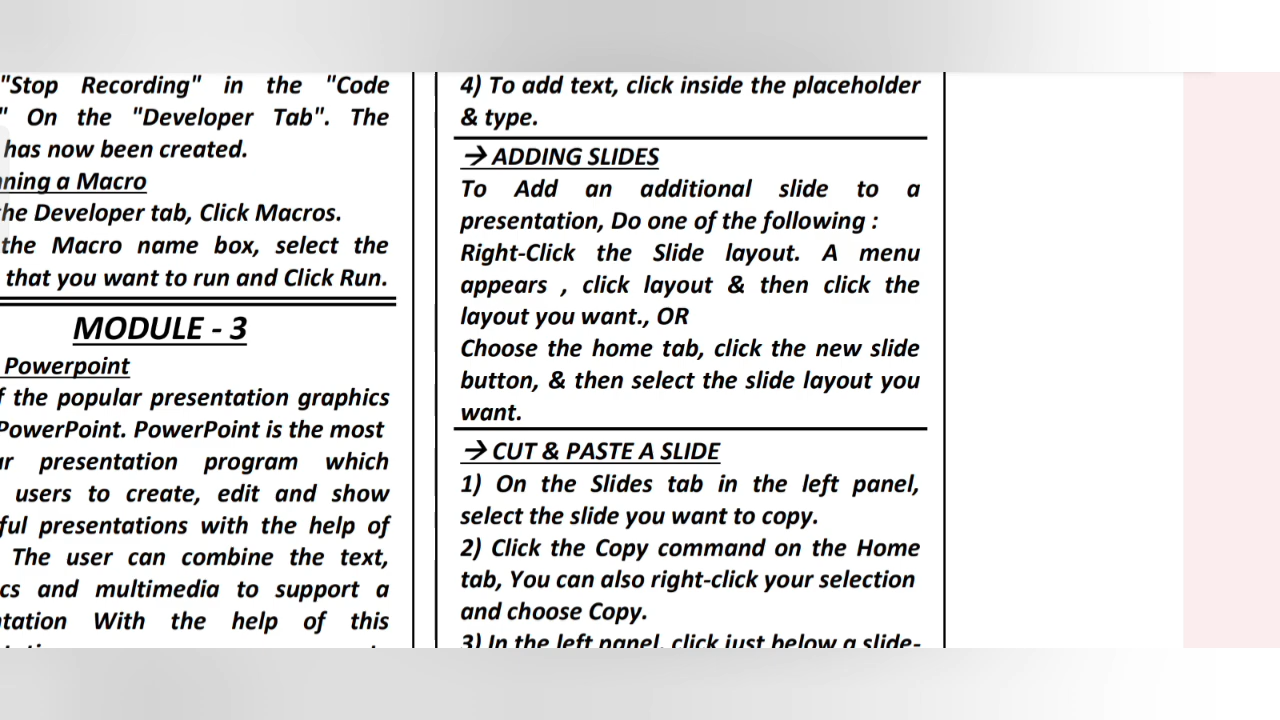 "Stop Recording" in the "Code
" On the "Developer Tab". The
has now been created.
nning a Macro
he Developer tab, Click Macros.
the Macro name box, select the
that you want to run and Click Run.
MODULE - 3
Powerpoint
f the popular presentation graphics
PowerPoint. PowerPoint is the most
ar presentation program which
users to create, edit and show
ful presentations with the help of
The user can combine the text,
cs and multimedia to support a
ntation With the help of this
4) To add text, click inside the placeholder
& type.
→ ADDING SLIDES
To Add an additional slide to a
presentation, Do one of the following :
Right-Click the Slide layout. A menu
appears , click layout & then click the
layout you want., OR
Choose the home tab, click the new slide
button, & then select the slide layout you
want.
→ CUT & PASTE A SLIDE
1) On the Slides tab in the left panel,
select the slide you want to copy.
2) Click the Copy command on the Home
tab, You can also right-click your selection
and choose Copy.
3) In the left panel, click just below a slide-